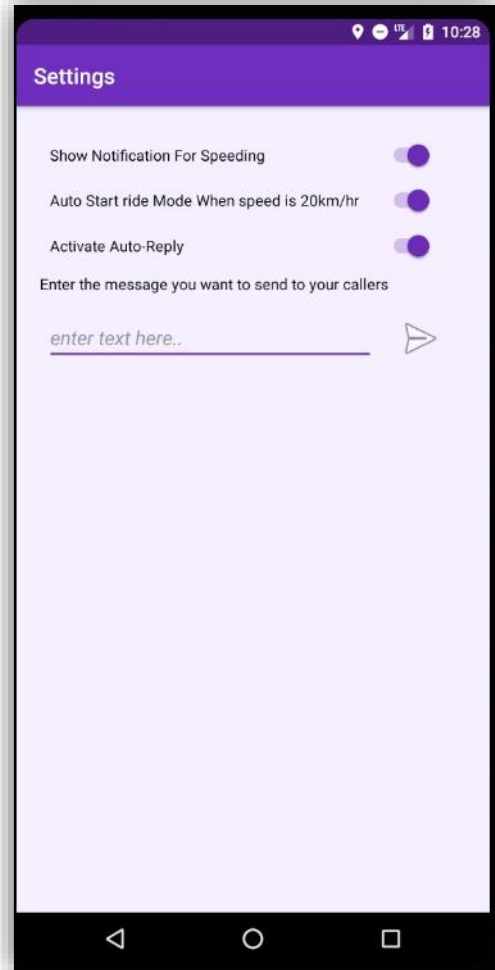 LTE 10:28
Settings
Show Notification For Speeding
Auto Start ride Mode When speed is 20km/hr
Activate Auto-Reply
Enter the message you want to send to your callers
enter text here..